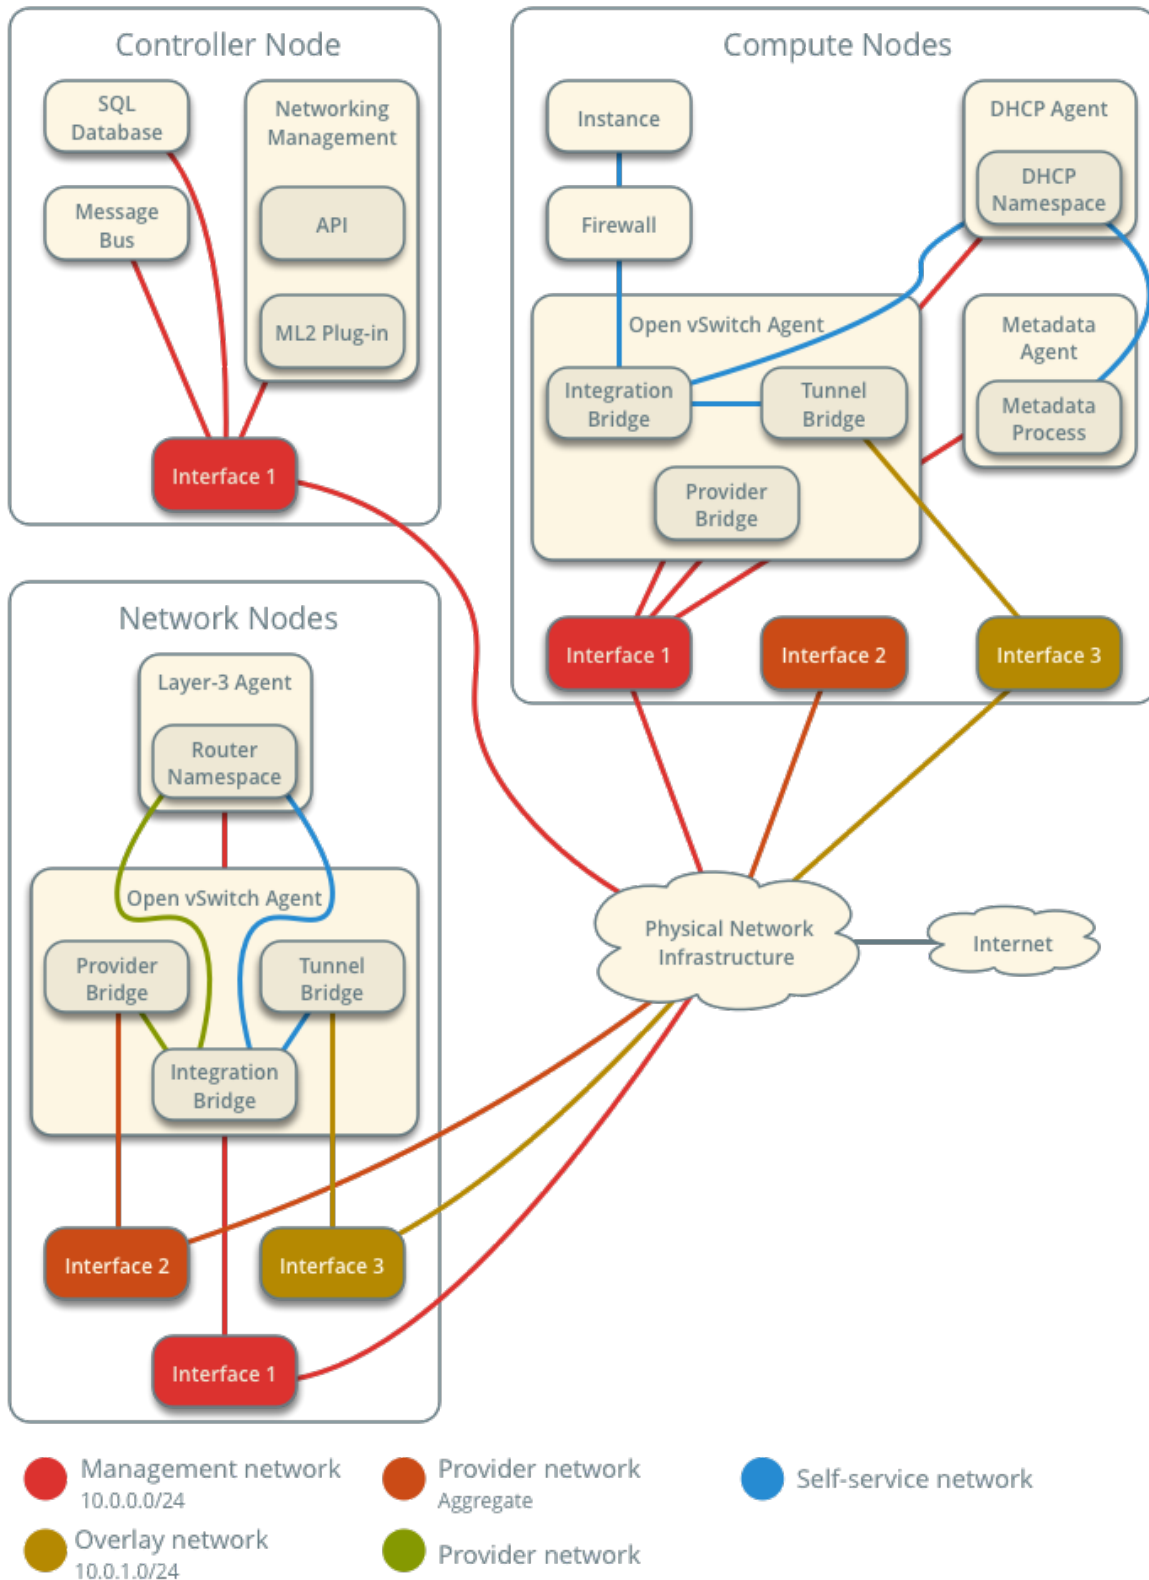 Controller Node
SQL
Database
Networking
Management
Message
Bus
API
ML2 Plug-in
Interface 1
Compute Nodes
Instance
DHCP Agent
DHCP
Namespace
Firewall
Open vSwitch Agent
Metadata
Agent
Integration
Bridge
Tunnel
Bridge
Metadata
Process
Provider
Bridge
Interface 1
Interface 2
Interface 3
Network Nodes
Layer-3 Agent
Router
Namespace
Open vSwitch Agent
Provider
Bridge
Tunnel
Bridge
Integration
Bridge
Interface 2
Interface 3
Interface 1
Physical Network
Infrastructure
Internet
Management network
10.0.0.0/24
Provider network
Aggregate
Self-service network
Overlay network
10.0.1.0/24
Provider network